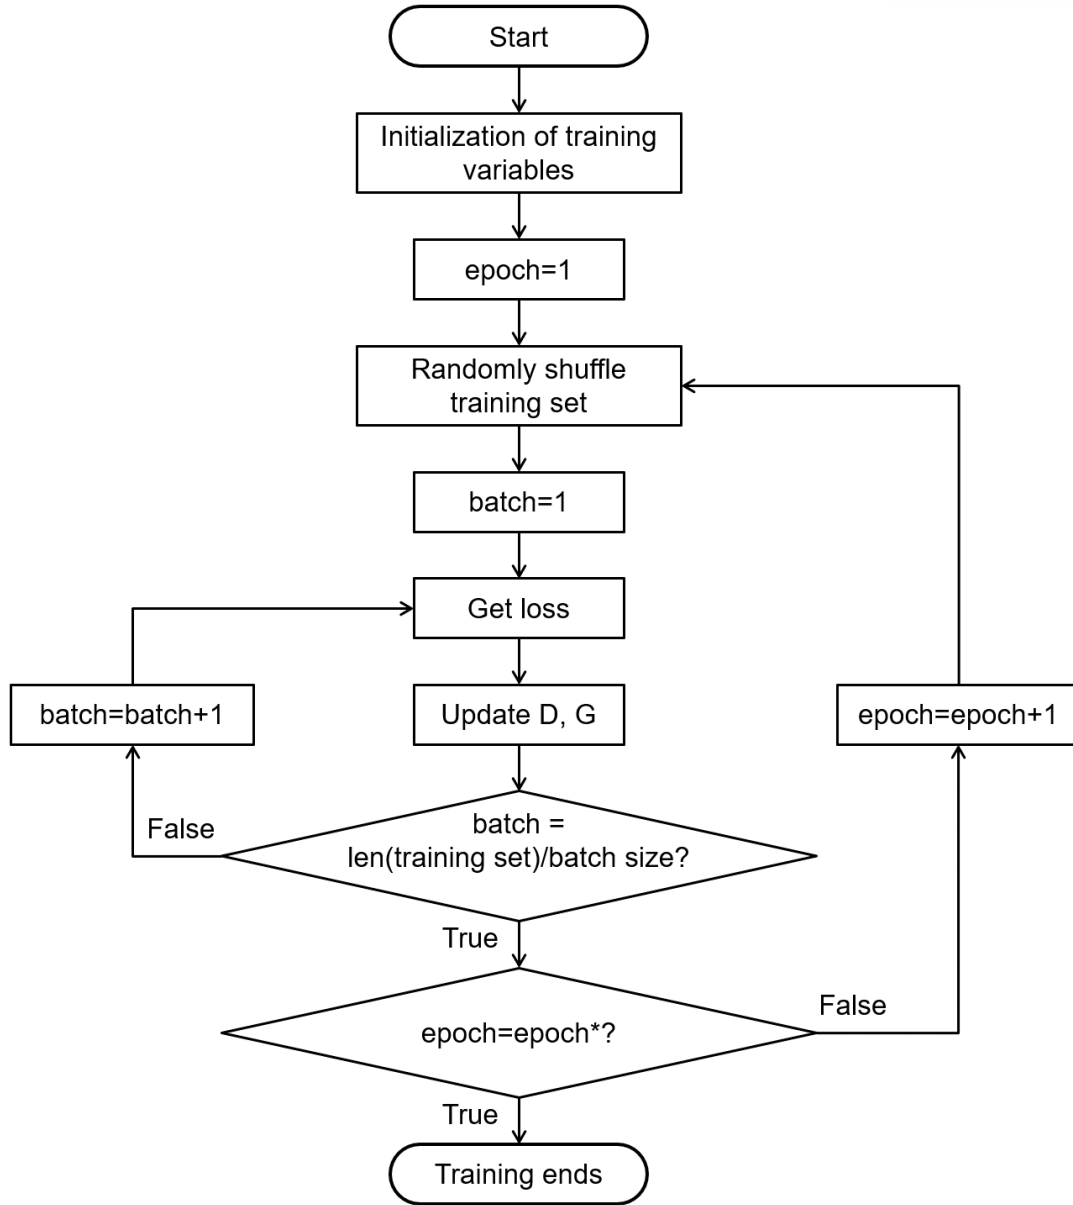 Start
Initialization of training
variables
epoch=1
Randomly shuffle
training set
batch=1
Get loss
batch=batch+1
Update D, G
epoch=epoch+1
False
batch =
len(training set)/batch size?
True
False
epoch=epoch*?
True
Training ends